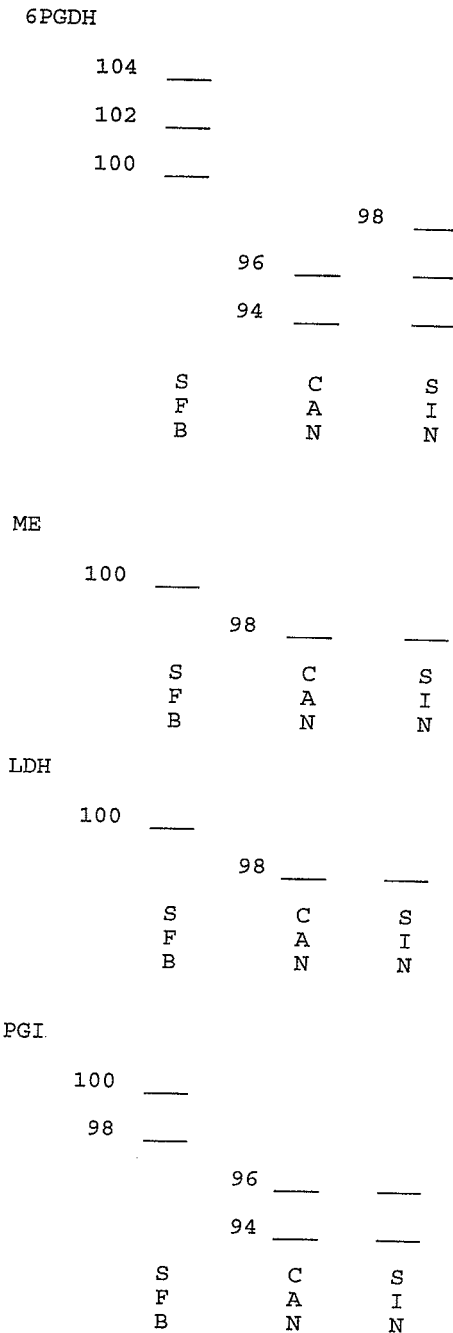 6PGDH
104
102
100
98
96
94
S C S
F A I
B N N
ME
100
98
S C S
F A I
B N N
LDH
100
98
S C S
F A I
B N N
PGI
100
98
96
94
S C S
F A I
B N N